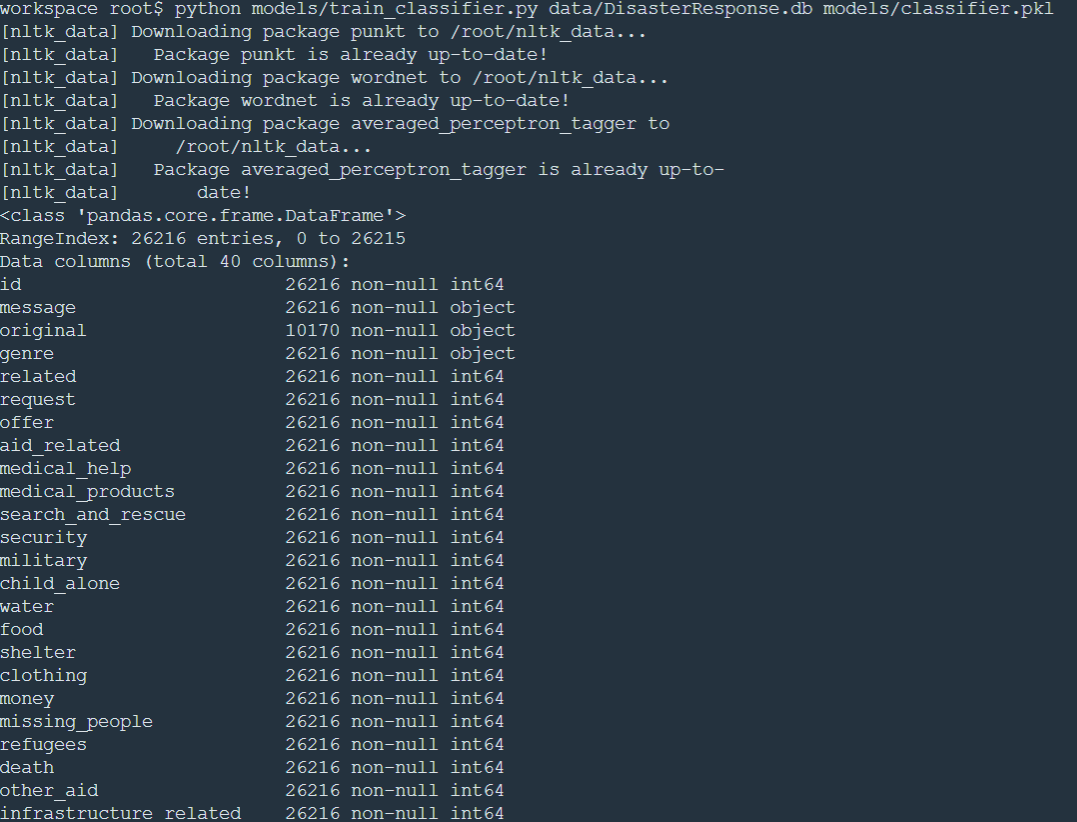 workspace root$ python models/train_classifier.py data/DisasterResponse.db models/classifier.pkl
[nltk_data] Downloading package punkt to /root/nltk_data...
[nltk_data]   Package punkt is already up-to-date!
[nltk_data] Downloading package wordnet to /root/nltk_data...
[nltk_data]   Package wordnet is already up-to-date!
[nltk_data] Downloading package averaged_perceptron_tagger to
[nltk_data]     /root/nltk_data...
[nltk_data]   Package averaged_perceptron_tagger is already up-to-
[nltk_data]       date!
<class 'pandas.core.frame.DataFrame'>
RangeIndex: 26216 entries, 0 to 26215
Data columns (total 40 columns):
id                        26216 non-null int64
message                   26216 non-null object
original                  10170 non-null object
genre                     26216 non-null object
related                   26216 non-null int64
request                   26216 non-null int64
offer                     26216 non-null int64
aid_related               26216 non-null int64
medical_help              26216 non-null int64
medical_products          26216 non-null int64
search_and_rescue         26216 non-null int64
security                  26216 non-null int64
military                  26216 non-null int64
child_alone               26216 non-null int64
water                     26216 non-null int64
food                      26216 non-null int64
shelter                   26216 non-null int64
clothing                  26216 non-null int64
money                     26216 non-null int64
missing_people            26216 non-null int64
refugees                  26216 non-null int64
death                     26216 non-null int64
other_aid                 26216 non-null int64
infrastructure_related    26216 non-null int64